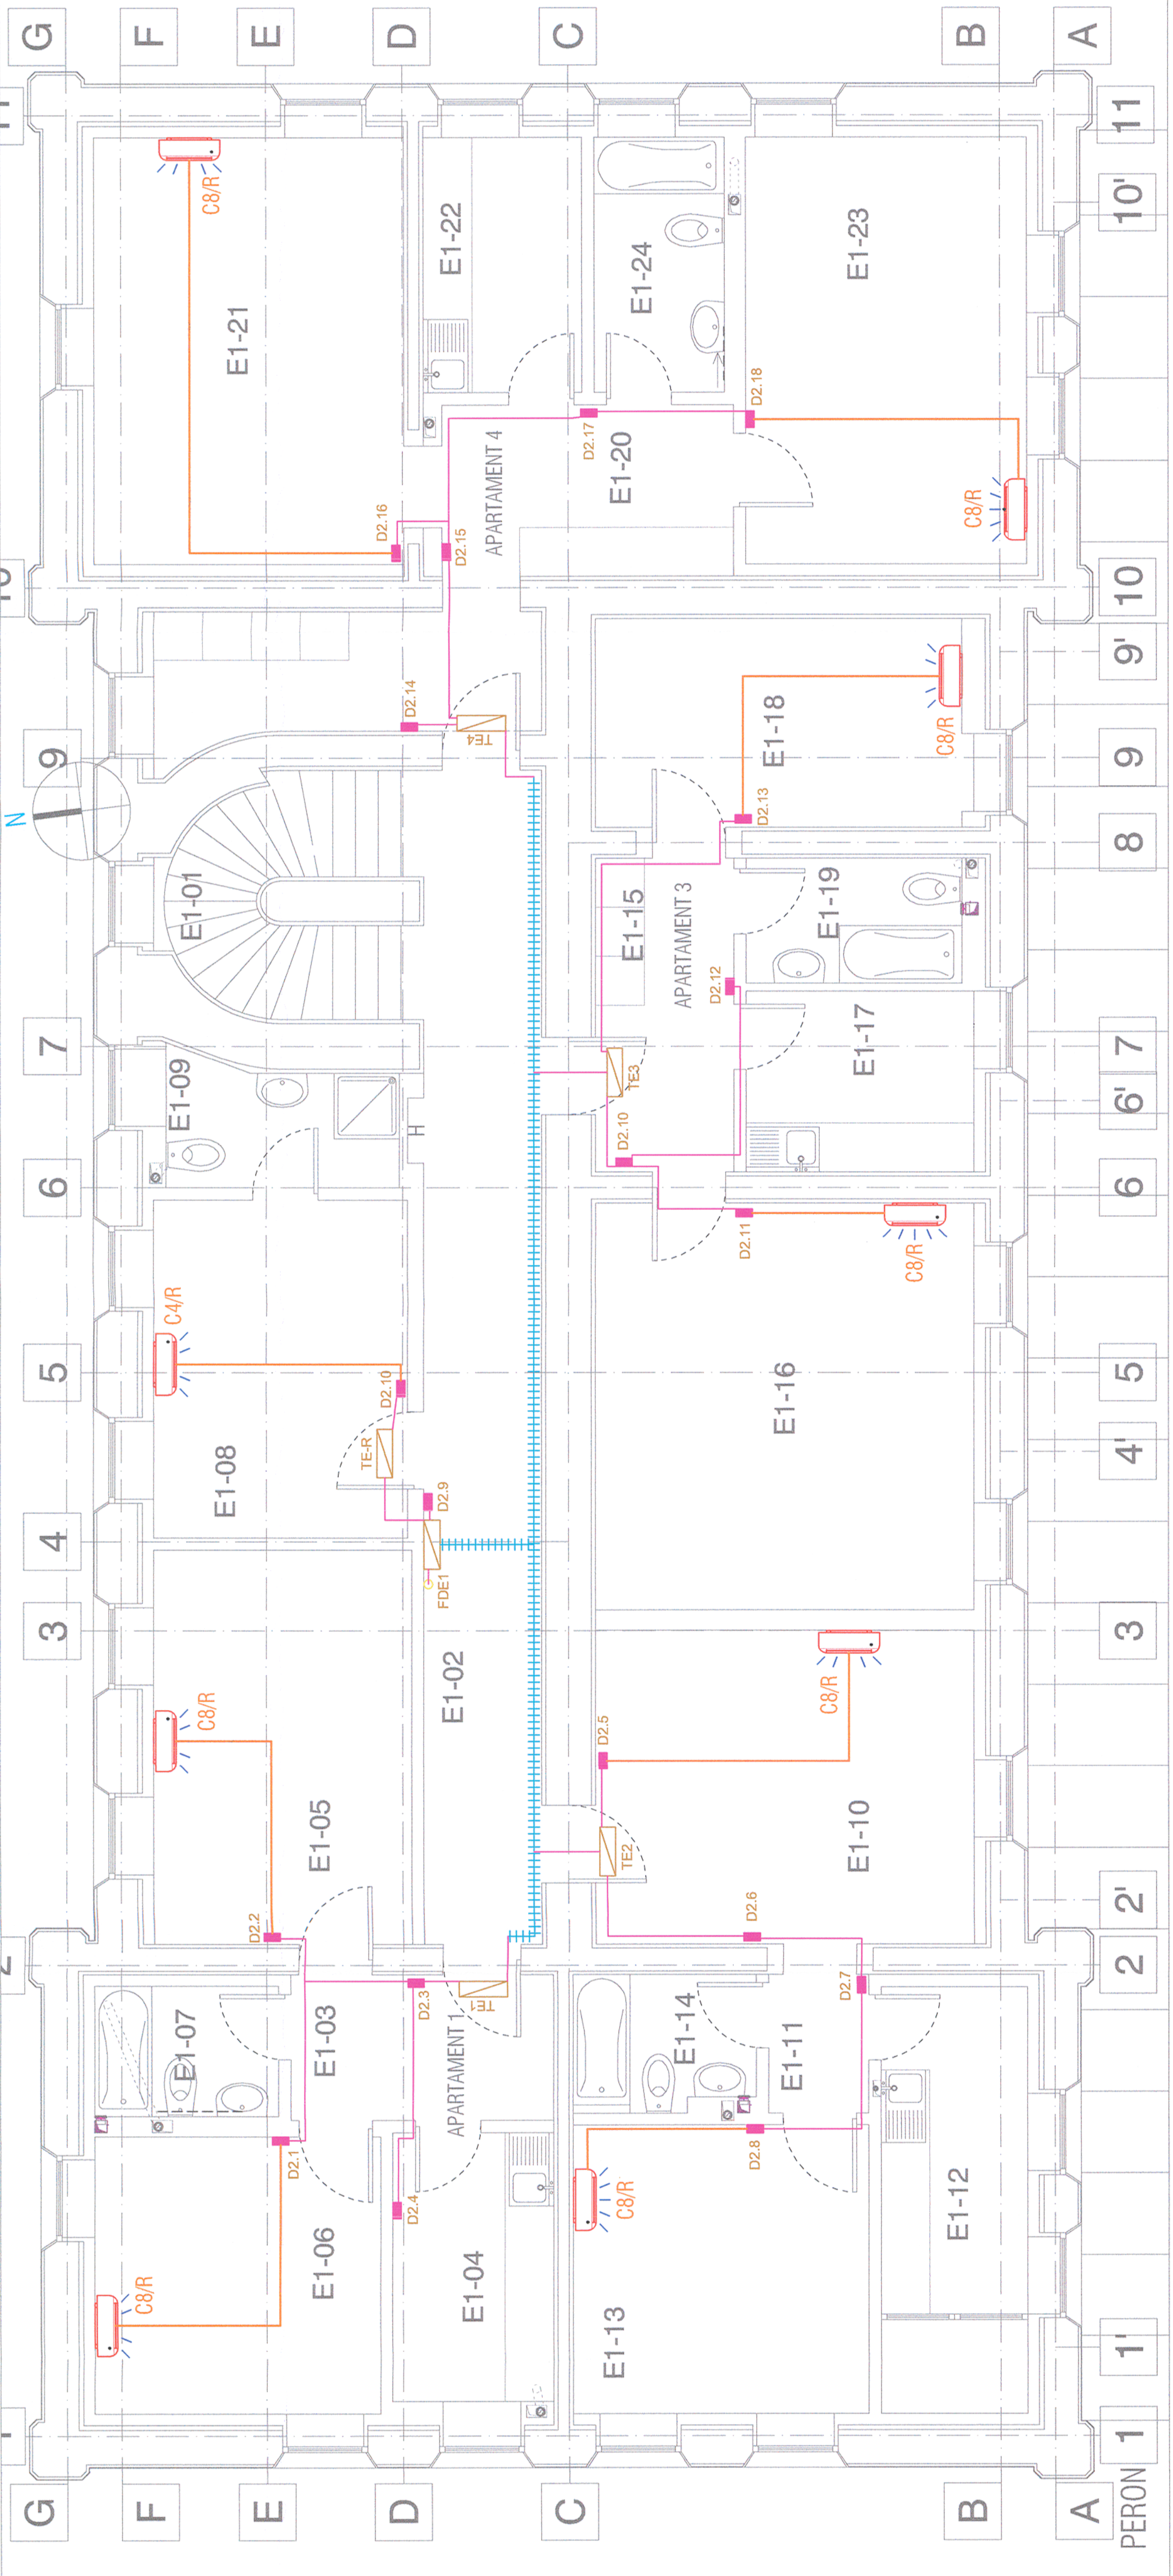 G
F
E
D
C
B
A
11
10'
10
9'
9
8
7
6'
6
5
4'
4
3
2'
2
1'
1
C8/R
E1-21
E1-22
E1-24
E1-23
D2.18
D2.17
E1-20
APARTAMENT 4
D2.16
D2.15
C8/R
D2.14
TE4
C8/R
E1-18
D2.13
9
N
E1-01
E1-15
APARTAMENT 3
E1-19
D2.12
E1-17
7
E1-09
TE3
D2.10
H
6
D2.11
C8/R
C4/R
5
D2.10
TE-R
E1-08
E1-16
D2.9
4
FDE1
3
E1-02
C8/R
C8/R
D2.5
E1-05
TE2
E1-10
D2.2
D2.6
D2.7
D2.3
TE1
E1-07
E1-03
APARTAMENT 1
E1-14
E1-11
D2.1
D2.4
D2.8
C8/R
C8/R
E1-06
E1-04
E1-13
E1-12
G
F
E
D
C
B
A
PERON